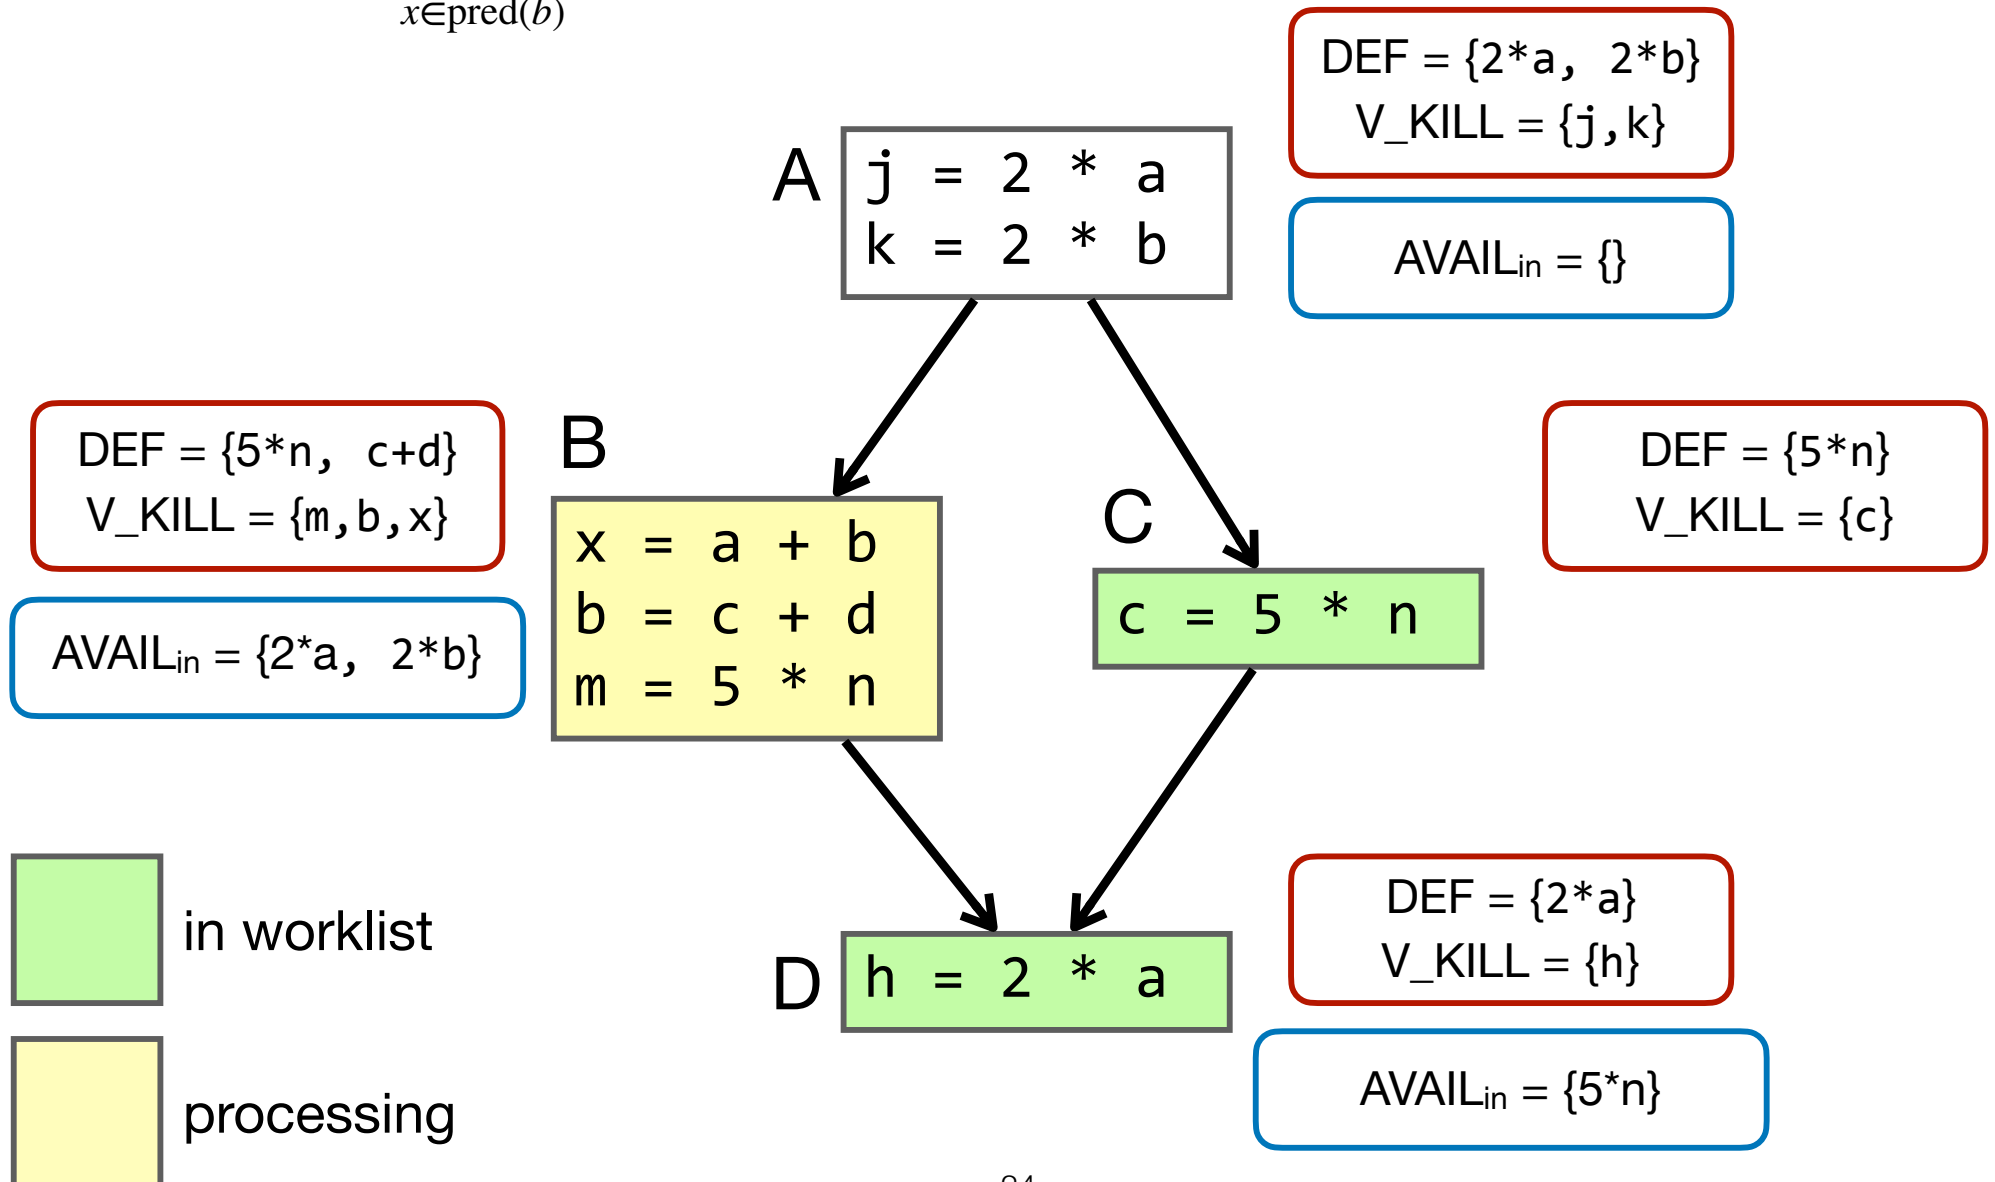 x∈pred(b)
DEF = {2*a, 2*b}
V_KILL = {j,k}
A
j = 2 * a
k = 2 * b
AVAILin = {}
DEF = {5*n, c+d}
V_KILL = {m,b,x}
B
DEF = {5*n}
V_KILL = {c}
C
x = a + b
b = c + d
m = 5 * n
c = 5 * n
AVAILin = {2*a, 2*b}
in worklist
D
h = 2 * a
DEF = {2*a}
V_KILL = {h}
AVAILin = {5*n}
processing